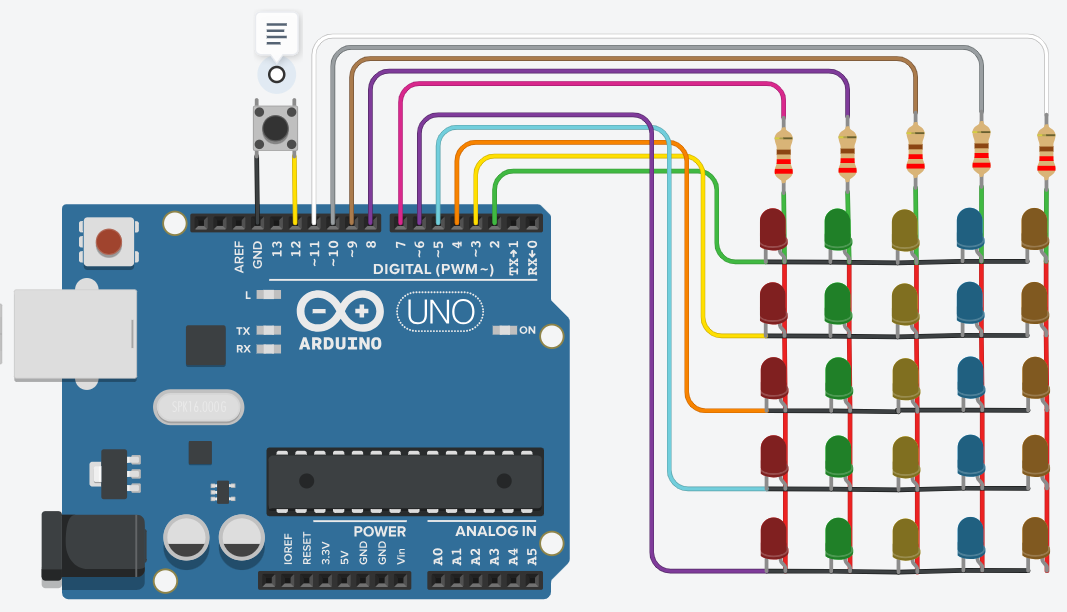 AREF
GND
13
12
~11
~10
~9
8
7
~6
~5
4
~3
2
TX→1
RX←0
DIGITAL (PWM~)
L
TX
RX
UNO
ON
ARDUINO
SPK16.000G
POWER
ANALOG IN
IOREF
RESET
3.3V
5V
GND
GND
Vin
A0
A1
A2
A3
A4
A5